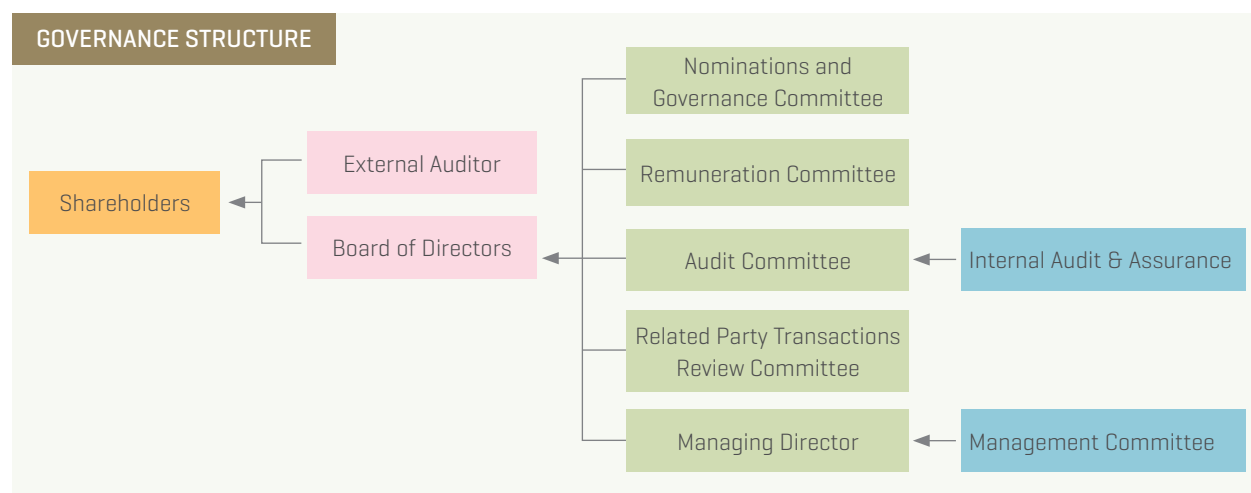 GOVERNANCE STRUCTURE
Nominations and
Governance Committee
External Auditor
Remuneration Committee
Shareholders
Board of Directors
Audit Committee
Internal Audit & Assurance
Related Party Transactions
Review Committee
Managing Director
Management Committee